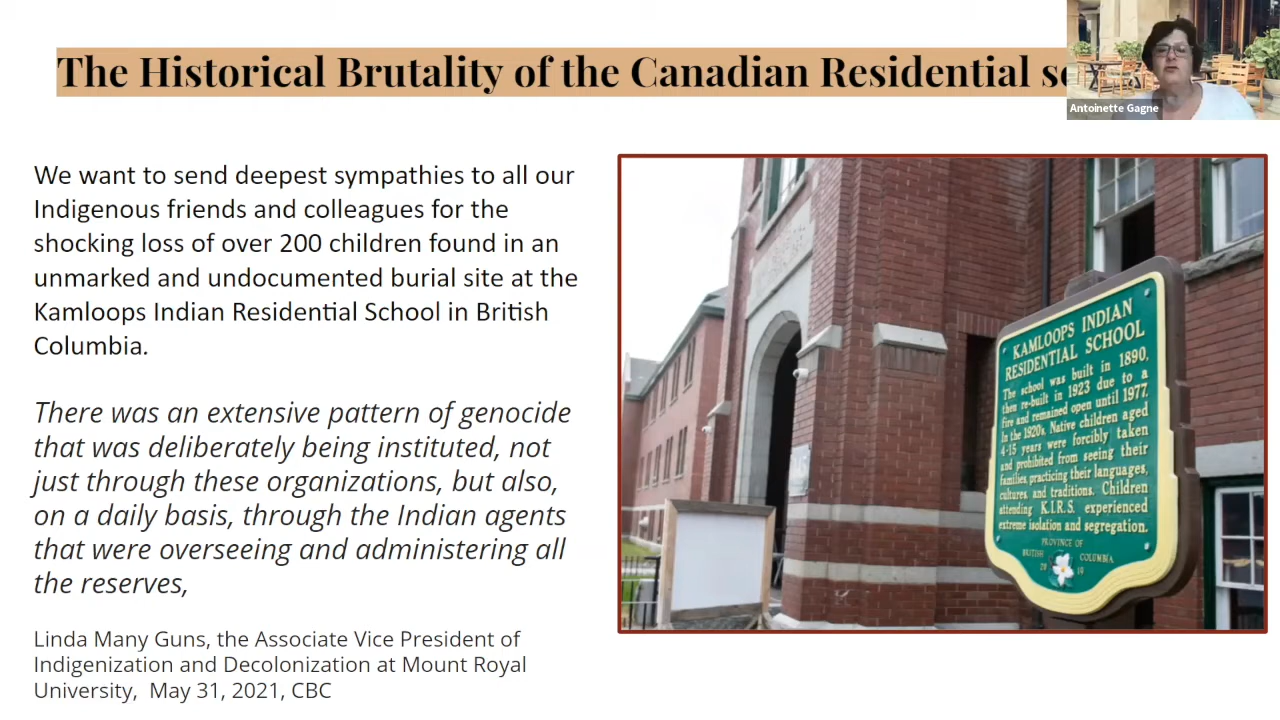 The Historical Brutality of the Canadian Residential
Antoinette Gagne
We want to send deepest sympathies to all our
Indigenous friends and colleagues for the
shocking loss of over 200 children found in an
unmarked and undocumented burial site at the
Kamloops Indian Residential School in British
Columbia.
There was an extensive pattern of genocide
that was deliberately being instituted, not
just through these organizations, but also,
on a daily basis, through the Indian agents
that were overseeing and administering all
the reserves,
Linda Many Guns, the Associate Vice President of
Indigenization and Decolonization at Mount Royal
University, May 31, 2021, CBC
KAMLOOPS INDIAN
RESIDENTIAL SCHOOL
The school was built in 1890,
then re-built in 1923 due to a
fire and remained open until 1977.
In the 1920s, Native children aged
4-15 years were forcibly taken
and prohibited from seeing their
families, practicing their languages,
cultures, and traditions. Children
attending K.I.R.S. experienced
extreme isolation and segregation.
PROVINCE OF
BRITISH COLUMBIA
20 19